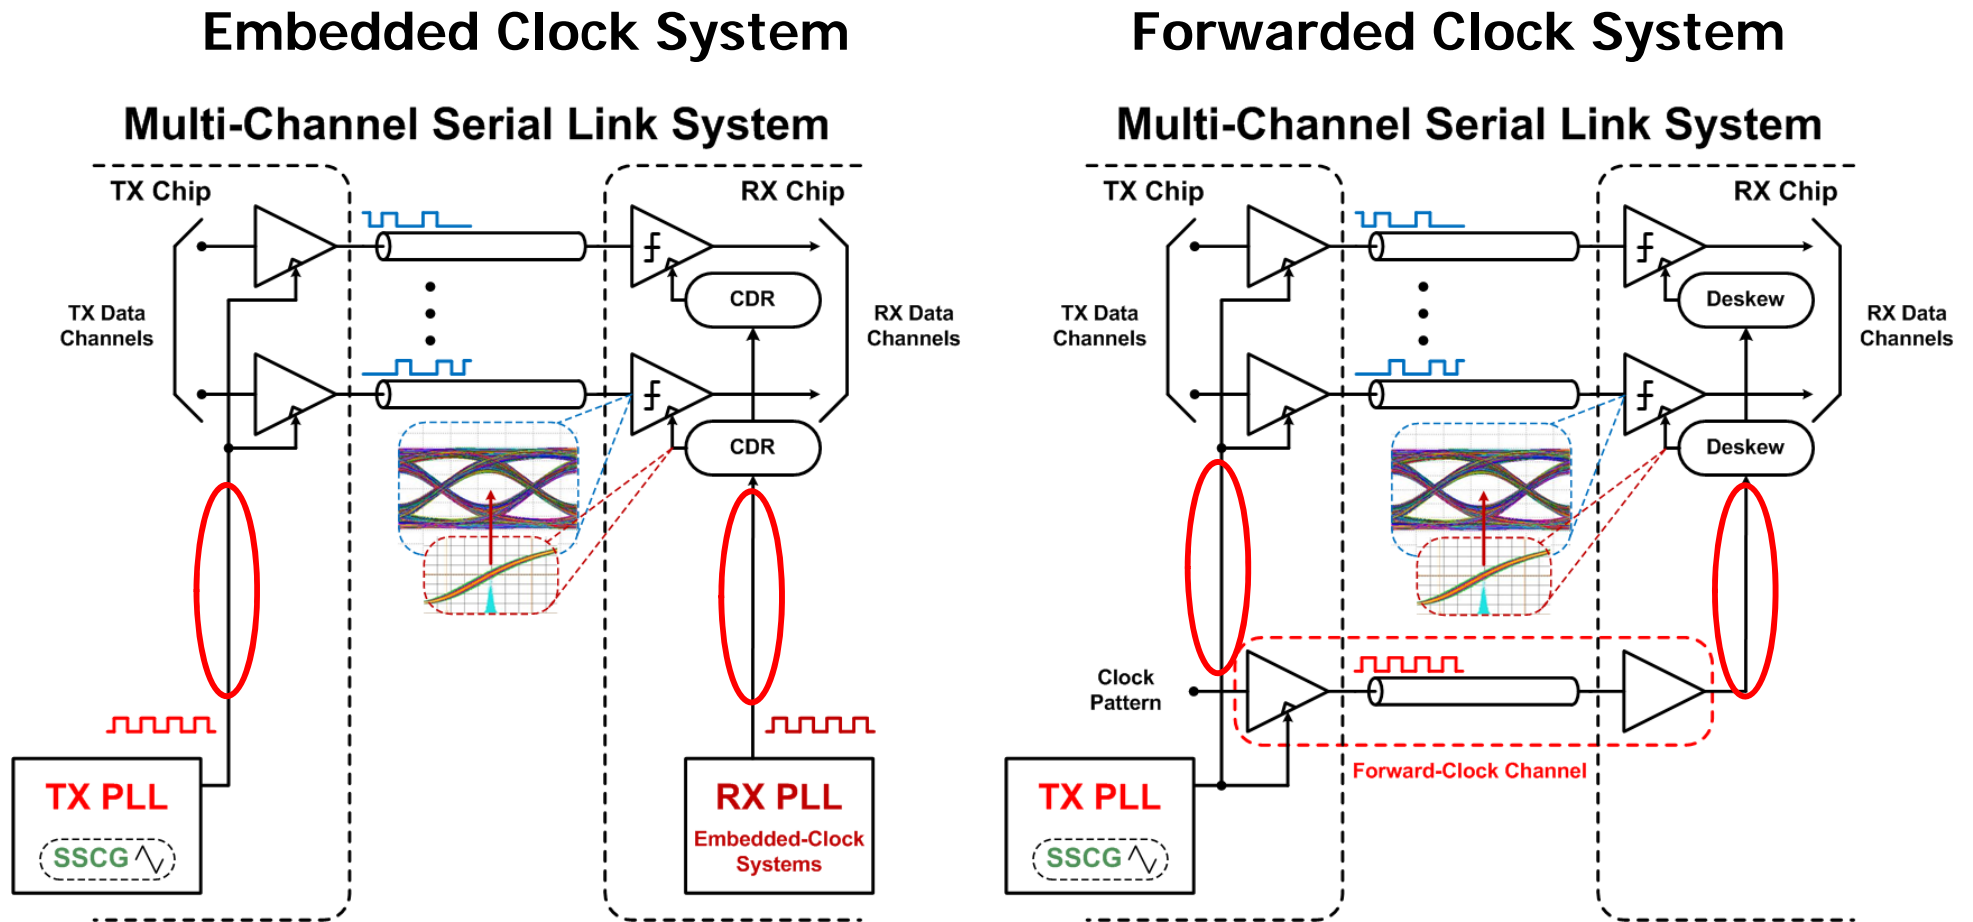 Embedded Clock System
Multi-Channel Serial Link System
TX Chip
RX Chip
TX Data
Channels
CDR
RX Data
Channels
CDR
TX PLL
SSCG
RX PLL
Embedded-Clock
Systems
Forwarded Clock System
Multi-Channel Serial Link System
TX Chip
RX Chip
TX Data
Channels
Deskew
RX Data
Channels
Deskew
Clock
Pattern
Forward-Clock Channel
TX PLL
SSCG